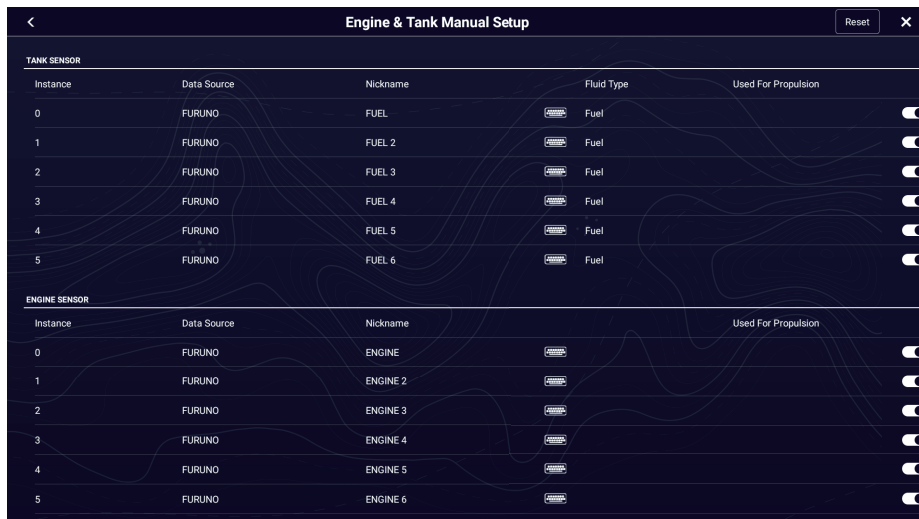 Engine & Tank Manual Setup Reset
TANK SENSOR
Instance Data Source Nickname Fluid Type Used For Propulsion
0 FURUNO FUEL Fuel
1 FURUNO FUEL 2 Fuel
2 FURUNO FUEL 3 Fuel
3 FURUNO FUEL 4 Fuel
4 FURUNO FUEL 5 Fuel
5 FURUNO FUEL 6 Fuel
ENGINE SENSOR
Instance Data Source Nickname Used For Propulsion
0 FURUNO ENGINE
1 FURUNO ENGINE 2
2 FURUNO ENGINE 3
3 FURUNO ENGINE 4
4 FURUNO ENGINE 5
5 FURUNO ENGINE 6